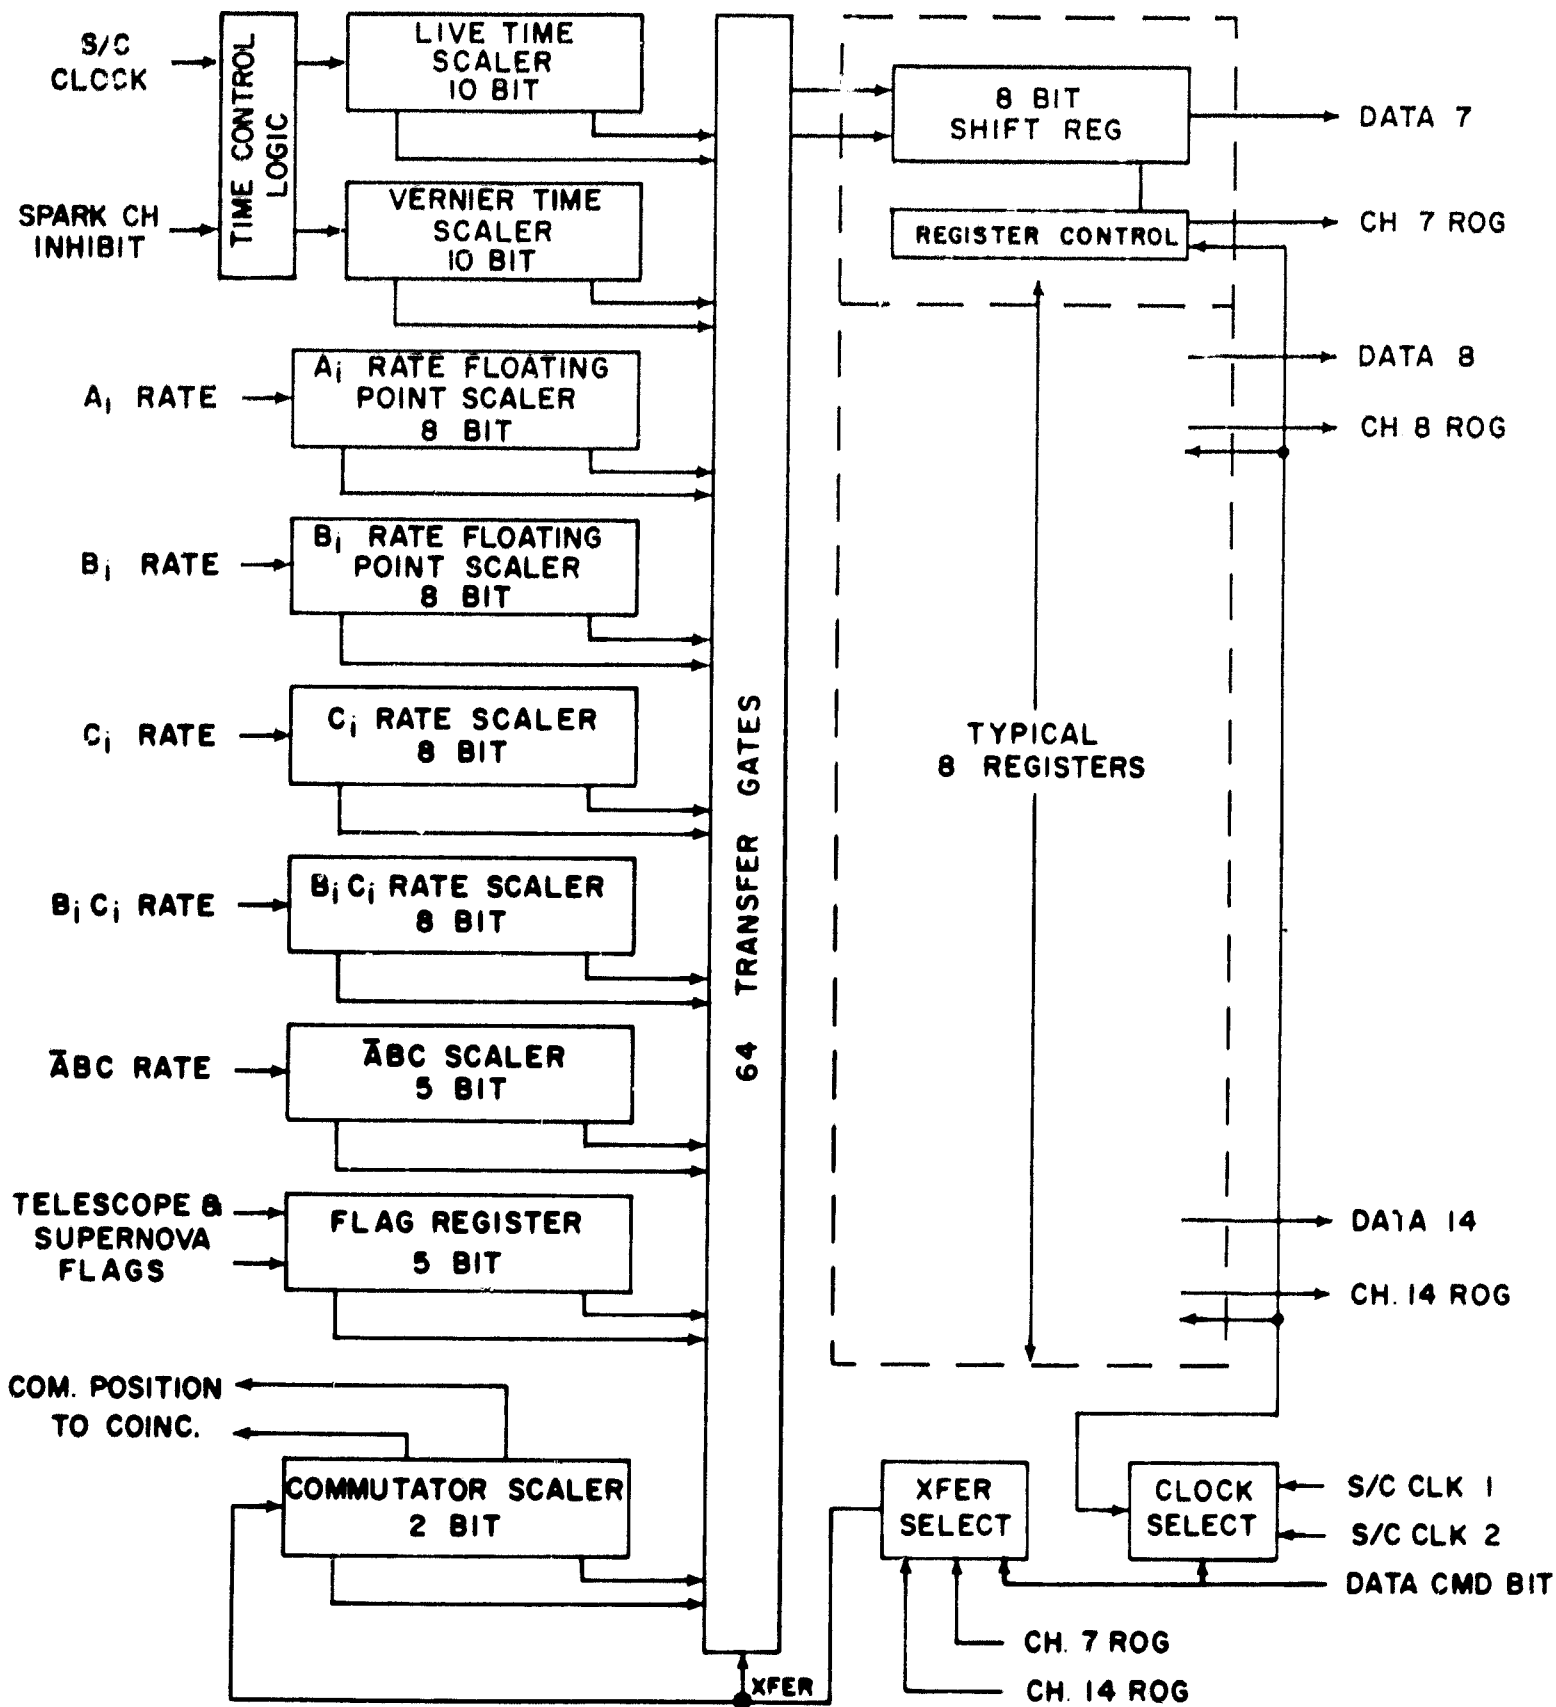 S/C
CLOCK
SPARK CH
INHIBIT
TIME CONTROL
LOGIC
LIVE TIME
SCALER
10 BIT
VERNIER TIME
SCALER
10 BIT
Ai RATE
Ai RATE FLOATING
POINT SCALER
8 BIT
Bi RATE
Bi RATE FLOATING
POINT SCALER
8 BIT
Ci RATE
Ci RATE SCALER
8 BIT
BiCi RATE
BiCi RATE SCALER
8 BIT
A̅BC RATE
A̅BC SCALER
5 BIT
TELESCOPE &
SUPERNOVA
FLAGS
FLAG REGISTER
5 BIT
COM. POSITION
TO COINC.
COMMUTATOR SCALER
2 BIT
64 TRANSFER GATES
XFER
8 BIT
SHIFT REG
REGISTER CONTROL
TYPICAL
8 REGISTERS
DATA 7
CH 7 ROG
DATA 8
CH 8 ROG
DATA 14
CH. 14 ROG
XFER
SELECT
CLOCK
SELECT
S/C CLK 1
S/C CLK 2
DATA CMD BIT
CH. 7 ROG
CH. 14 ROG